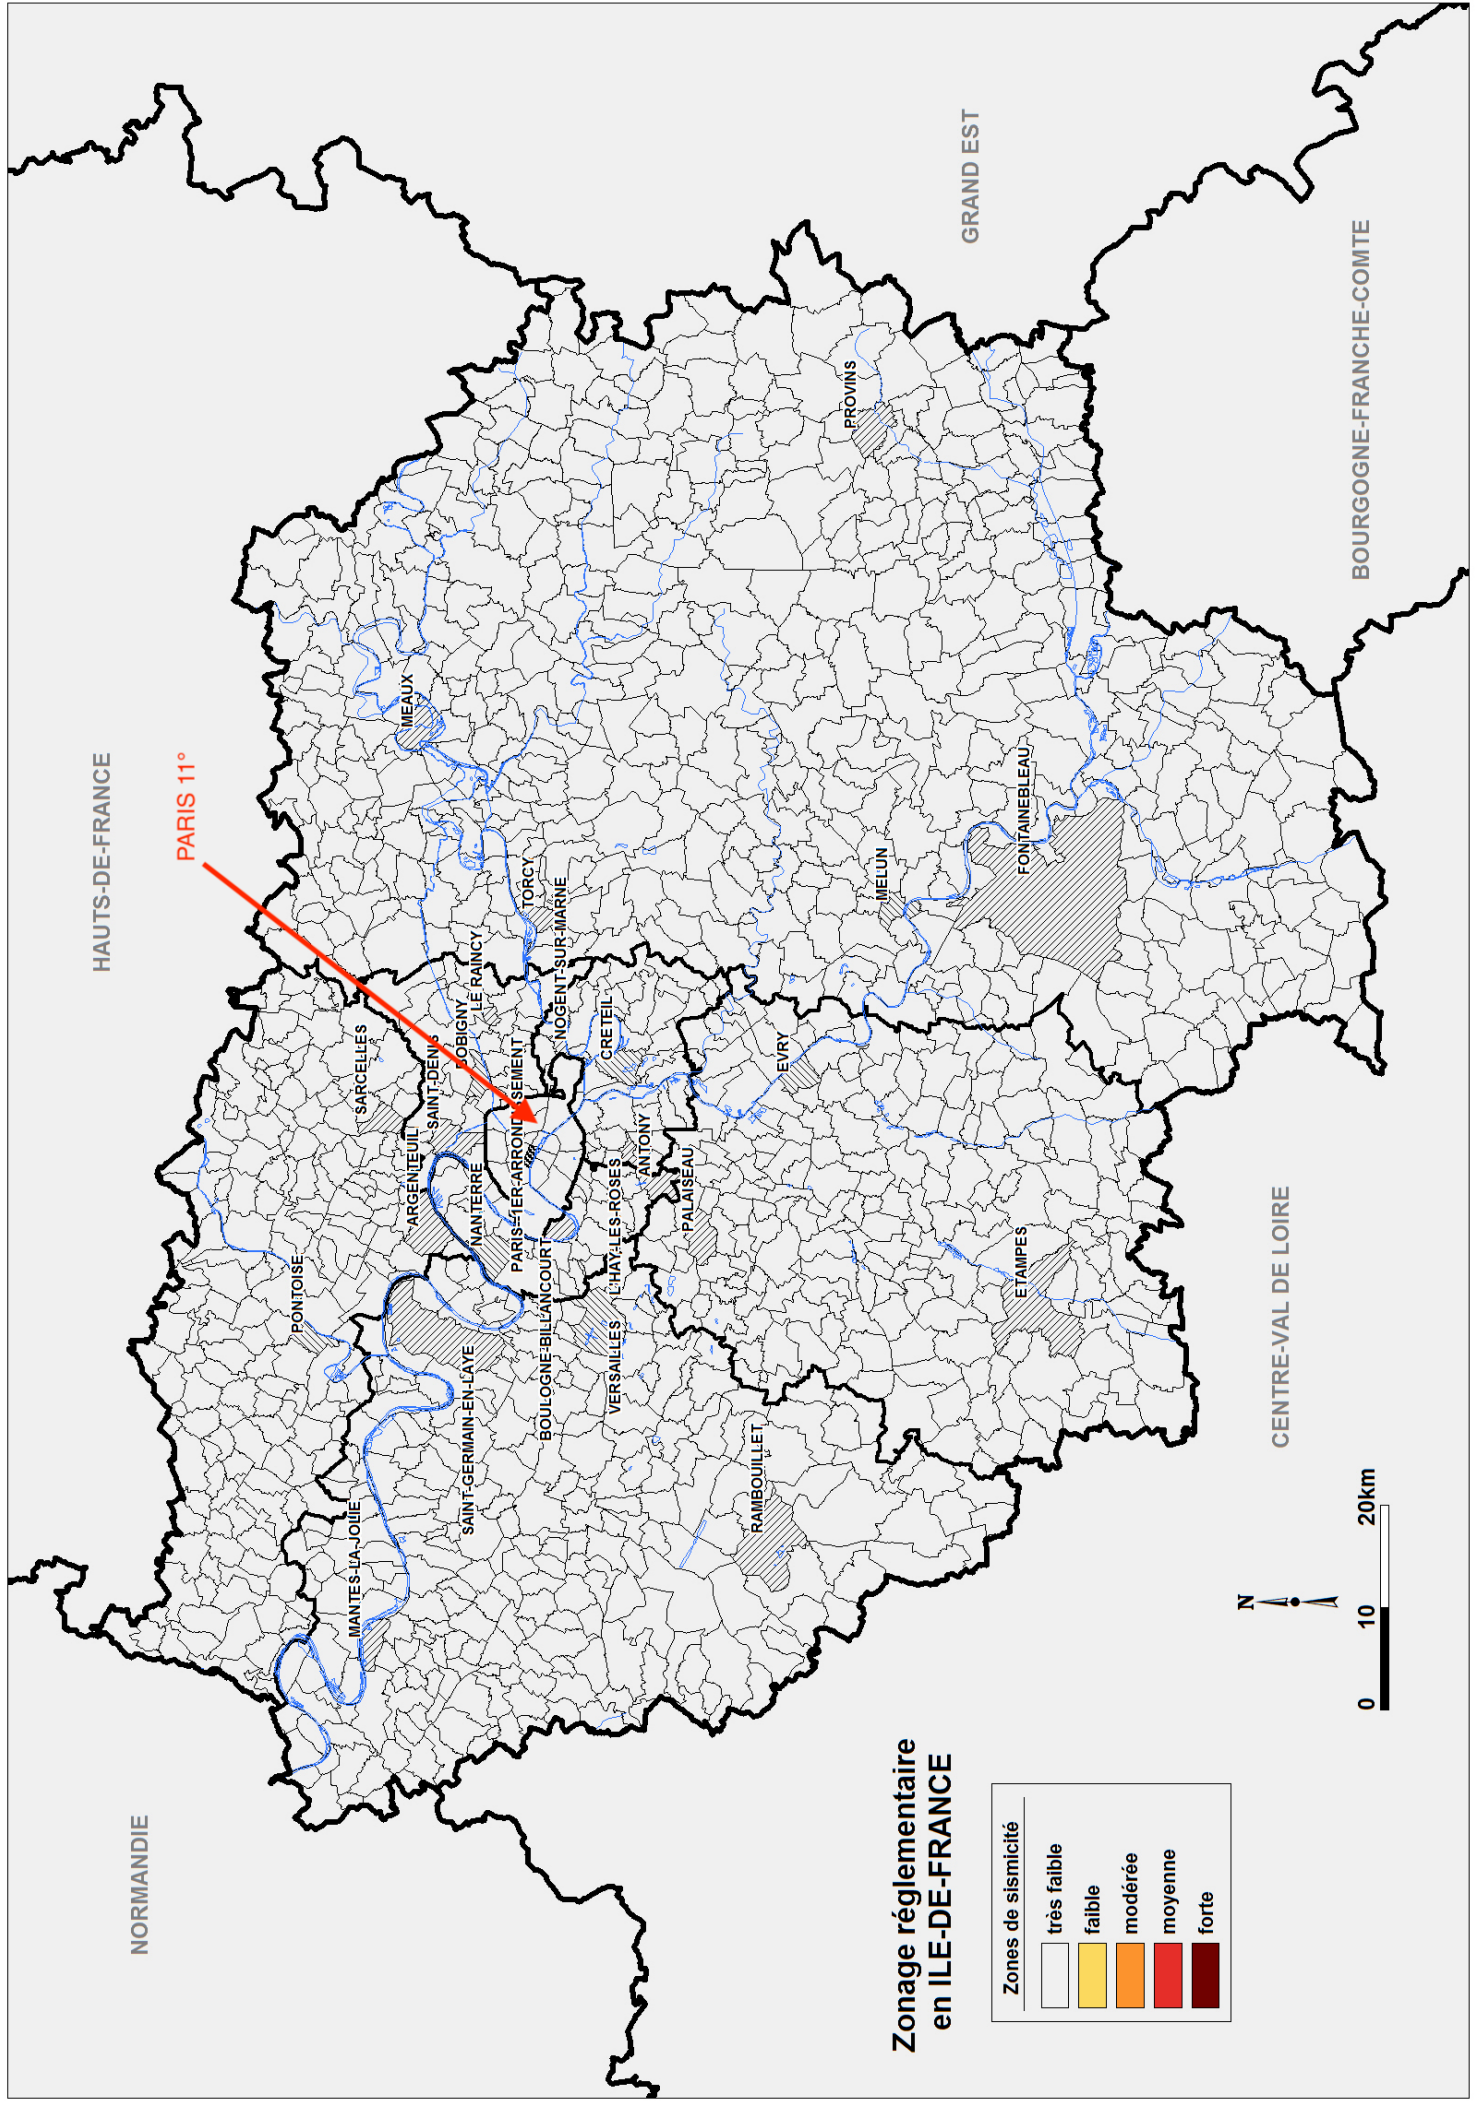 HAUTS-DE-FRANCE
NORMANDIE
GRAND EST
BOURGOGNE-FRANCHE-COMTE
CENTRE-VAL DE LOIRE
PARIS 11°
PONTOISE
SARCELLES
MANTES-LA-JOLIE
ARGENTEUIL
SAINT-DENIS
MEAUX
SAINT-GERMAIN-EN-LAYE
NANTERRE
BOBIGNY
LE RAINCY
PARIS-1ER-ARRONDISSEMENT
TORCY
BOULOGNE-BILLANCOURT
NOGENT-SUR-MARNE
VERSAILLES
L'HAY-LES-ROSES
CRETEIL
ANTONY
PALAISEAU
RAMBOUILLET
EVRY
PROVINS
MELUN
ETAMPES
FONTAINEBLEAU
Zonage réglementaire
en ILE-DE-FRANCE
Zones de sismicité
très faible
faible
modérée
moyenne
forte
N
0 10 20km